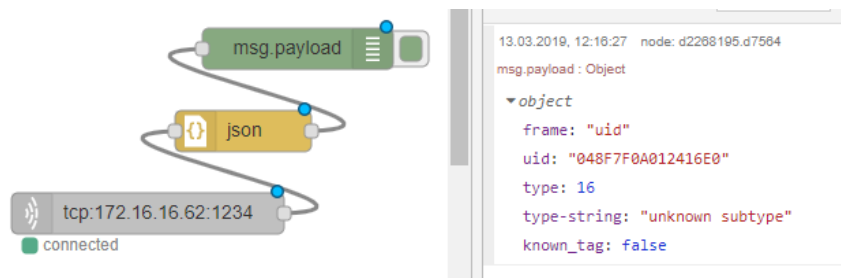 msg.payload
{} json
tcp:172.16.16.62:1234
connected
13.03.2019, 12:16:27 node: d2268195.d7564
msg.payload : Object
object
frame: "uid"
uid: "048F7F0A012416E0"
type: 16
type-string: "unknown subtype"
known_tag: false